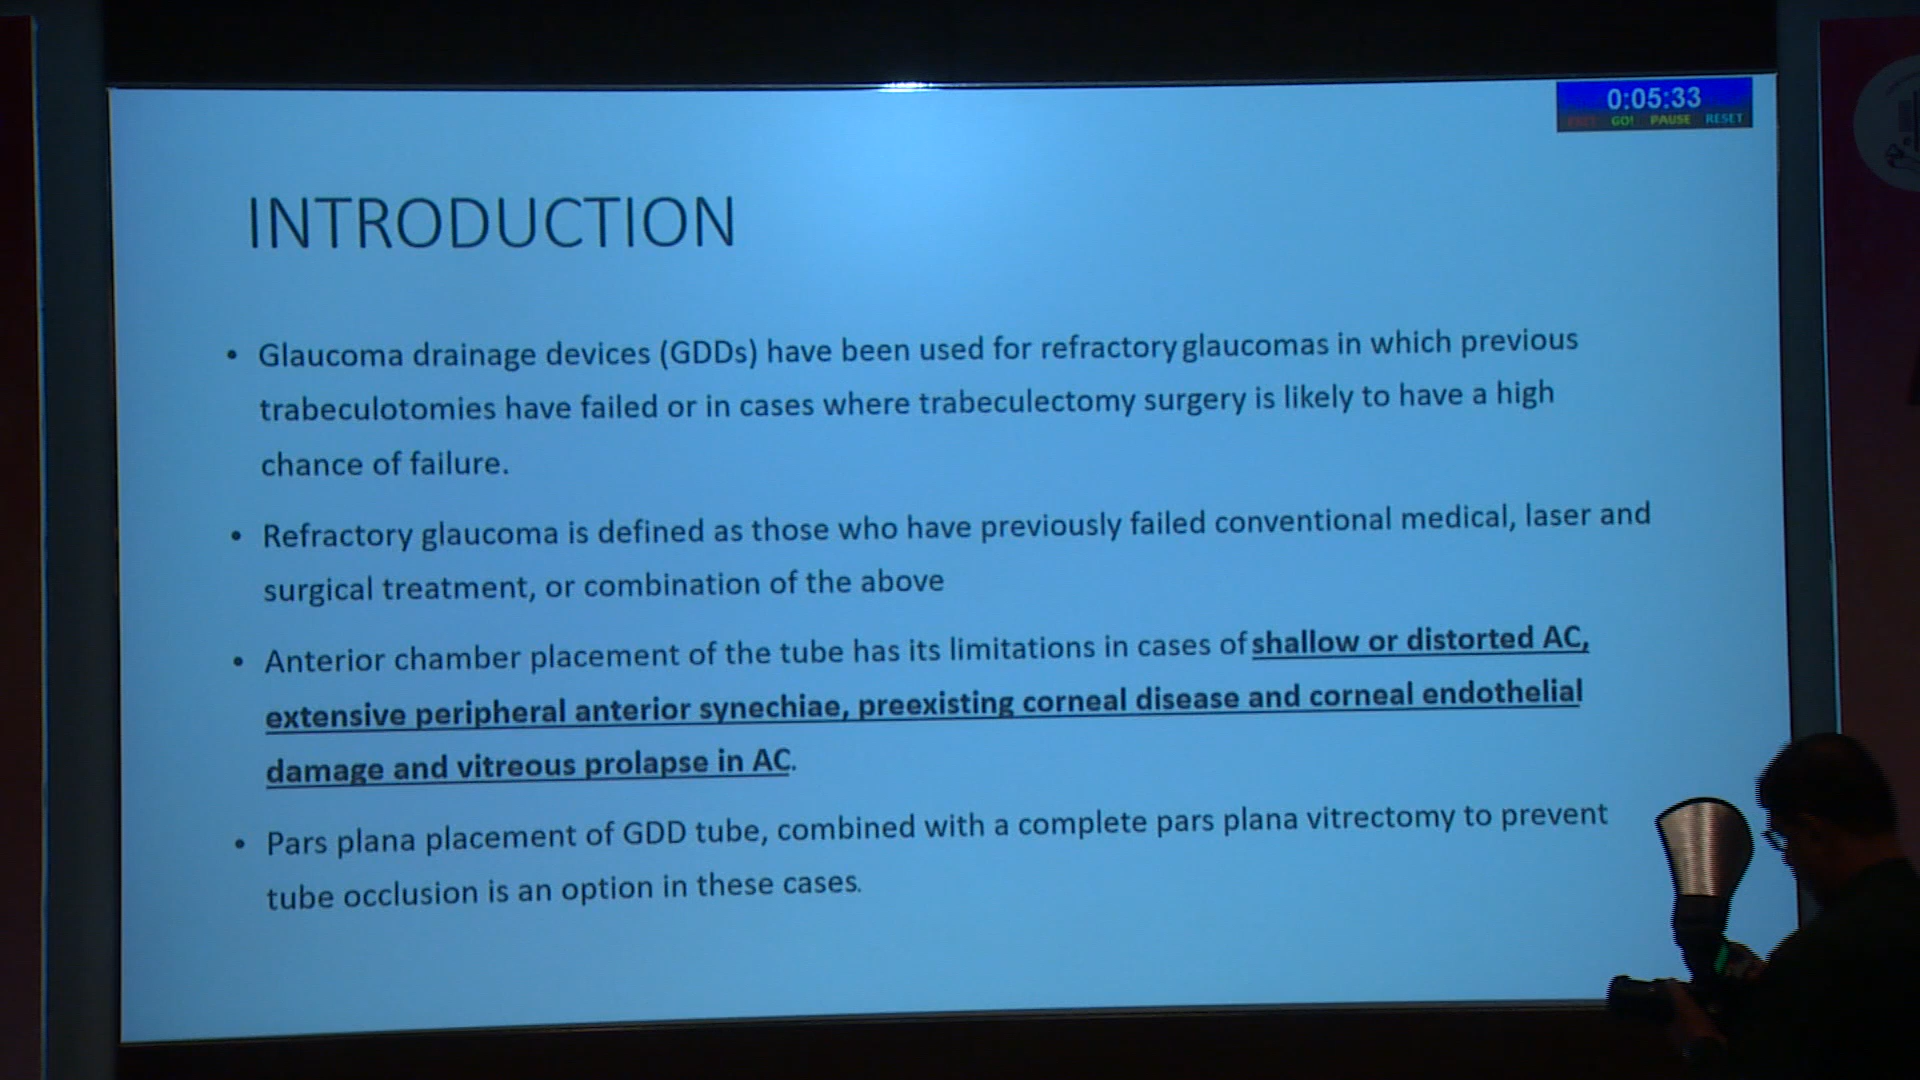 0:05:33
GO! PAUSE RESET
INTRODUCTION
• Glaucoma drainage devices (GDDs) have been used for refractory glaucomas in which previous
trabeculotomies have failed or in cases where trabeculectomy surgery is likely to have a high
chance of failure.
• Refractory glaucoma is defined as those who have previously failed conventional medical, laser and
surgical treatment, or combination of the above
• Anterior chamber placement of the tube has its limitations in cases of shallow or distorted AC,
extensive peripheral anterior synechiae, preexisting corneal disease and corneal endothelial
damage and vitreous prolapse in AC.
• Pars plana placement of GDD tube, combined with a complete pars plana vitrectomy to prevent
tube occlusion is an option in these cases.